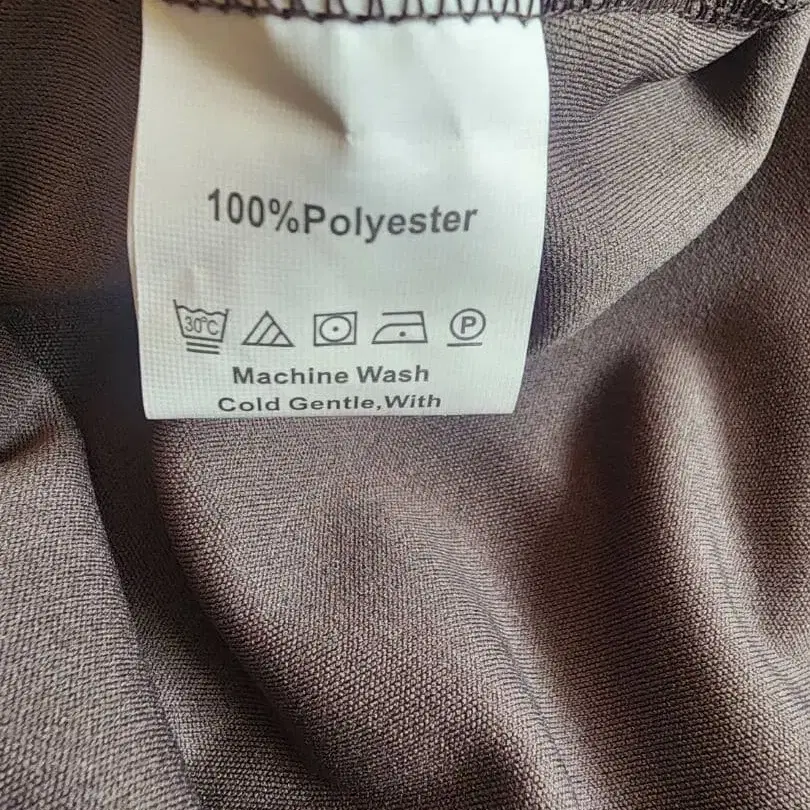 100%Polyester
30°C P
Machine Wash
Cold Gentle,With